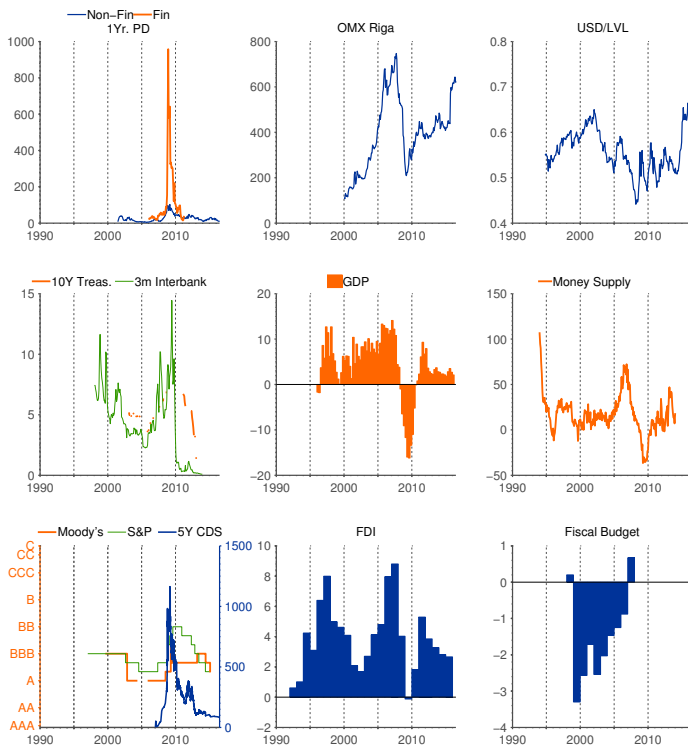 Non−Fin Fin
1Yr. PD
1000
800
600
400
200
0
1990 2000 2010
OMX Riga
800
600
400
200
0
1990 2000 2010
USD/LVL
0.8
0.7
0.6
0.5
0.4
1990 2000 2010
10Y Treas. 3m Interbank
15
10
5
0
1990 2000 2010
GDP
20
10
0
−10
−20
1990 2000 2010
Money Supply
150
100
50
0
−50
1990 2000 2010
Moody's S&P 5Y CDS
C
CC
CCC
B
BB
BBB
A
AA
AAA
1500
1000
500
0
1990 2000 2010
FDI
10
8
6
4
2
0
−2
1990 2000 2010
Fiscal Budget
1
0
−1
−2
−3
−4
1990 2000 2010